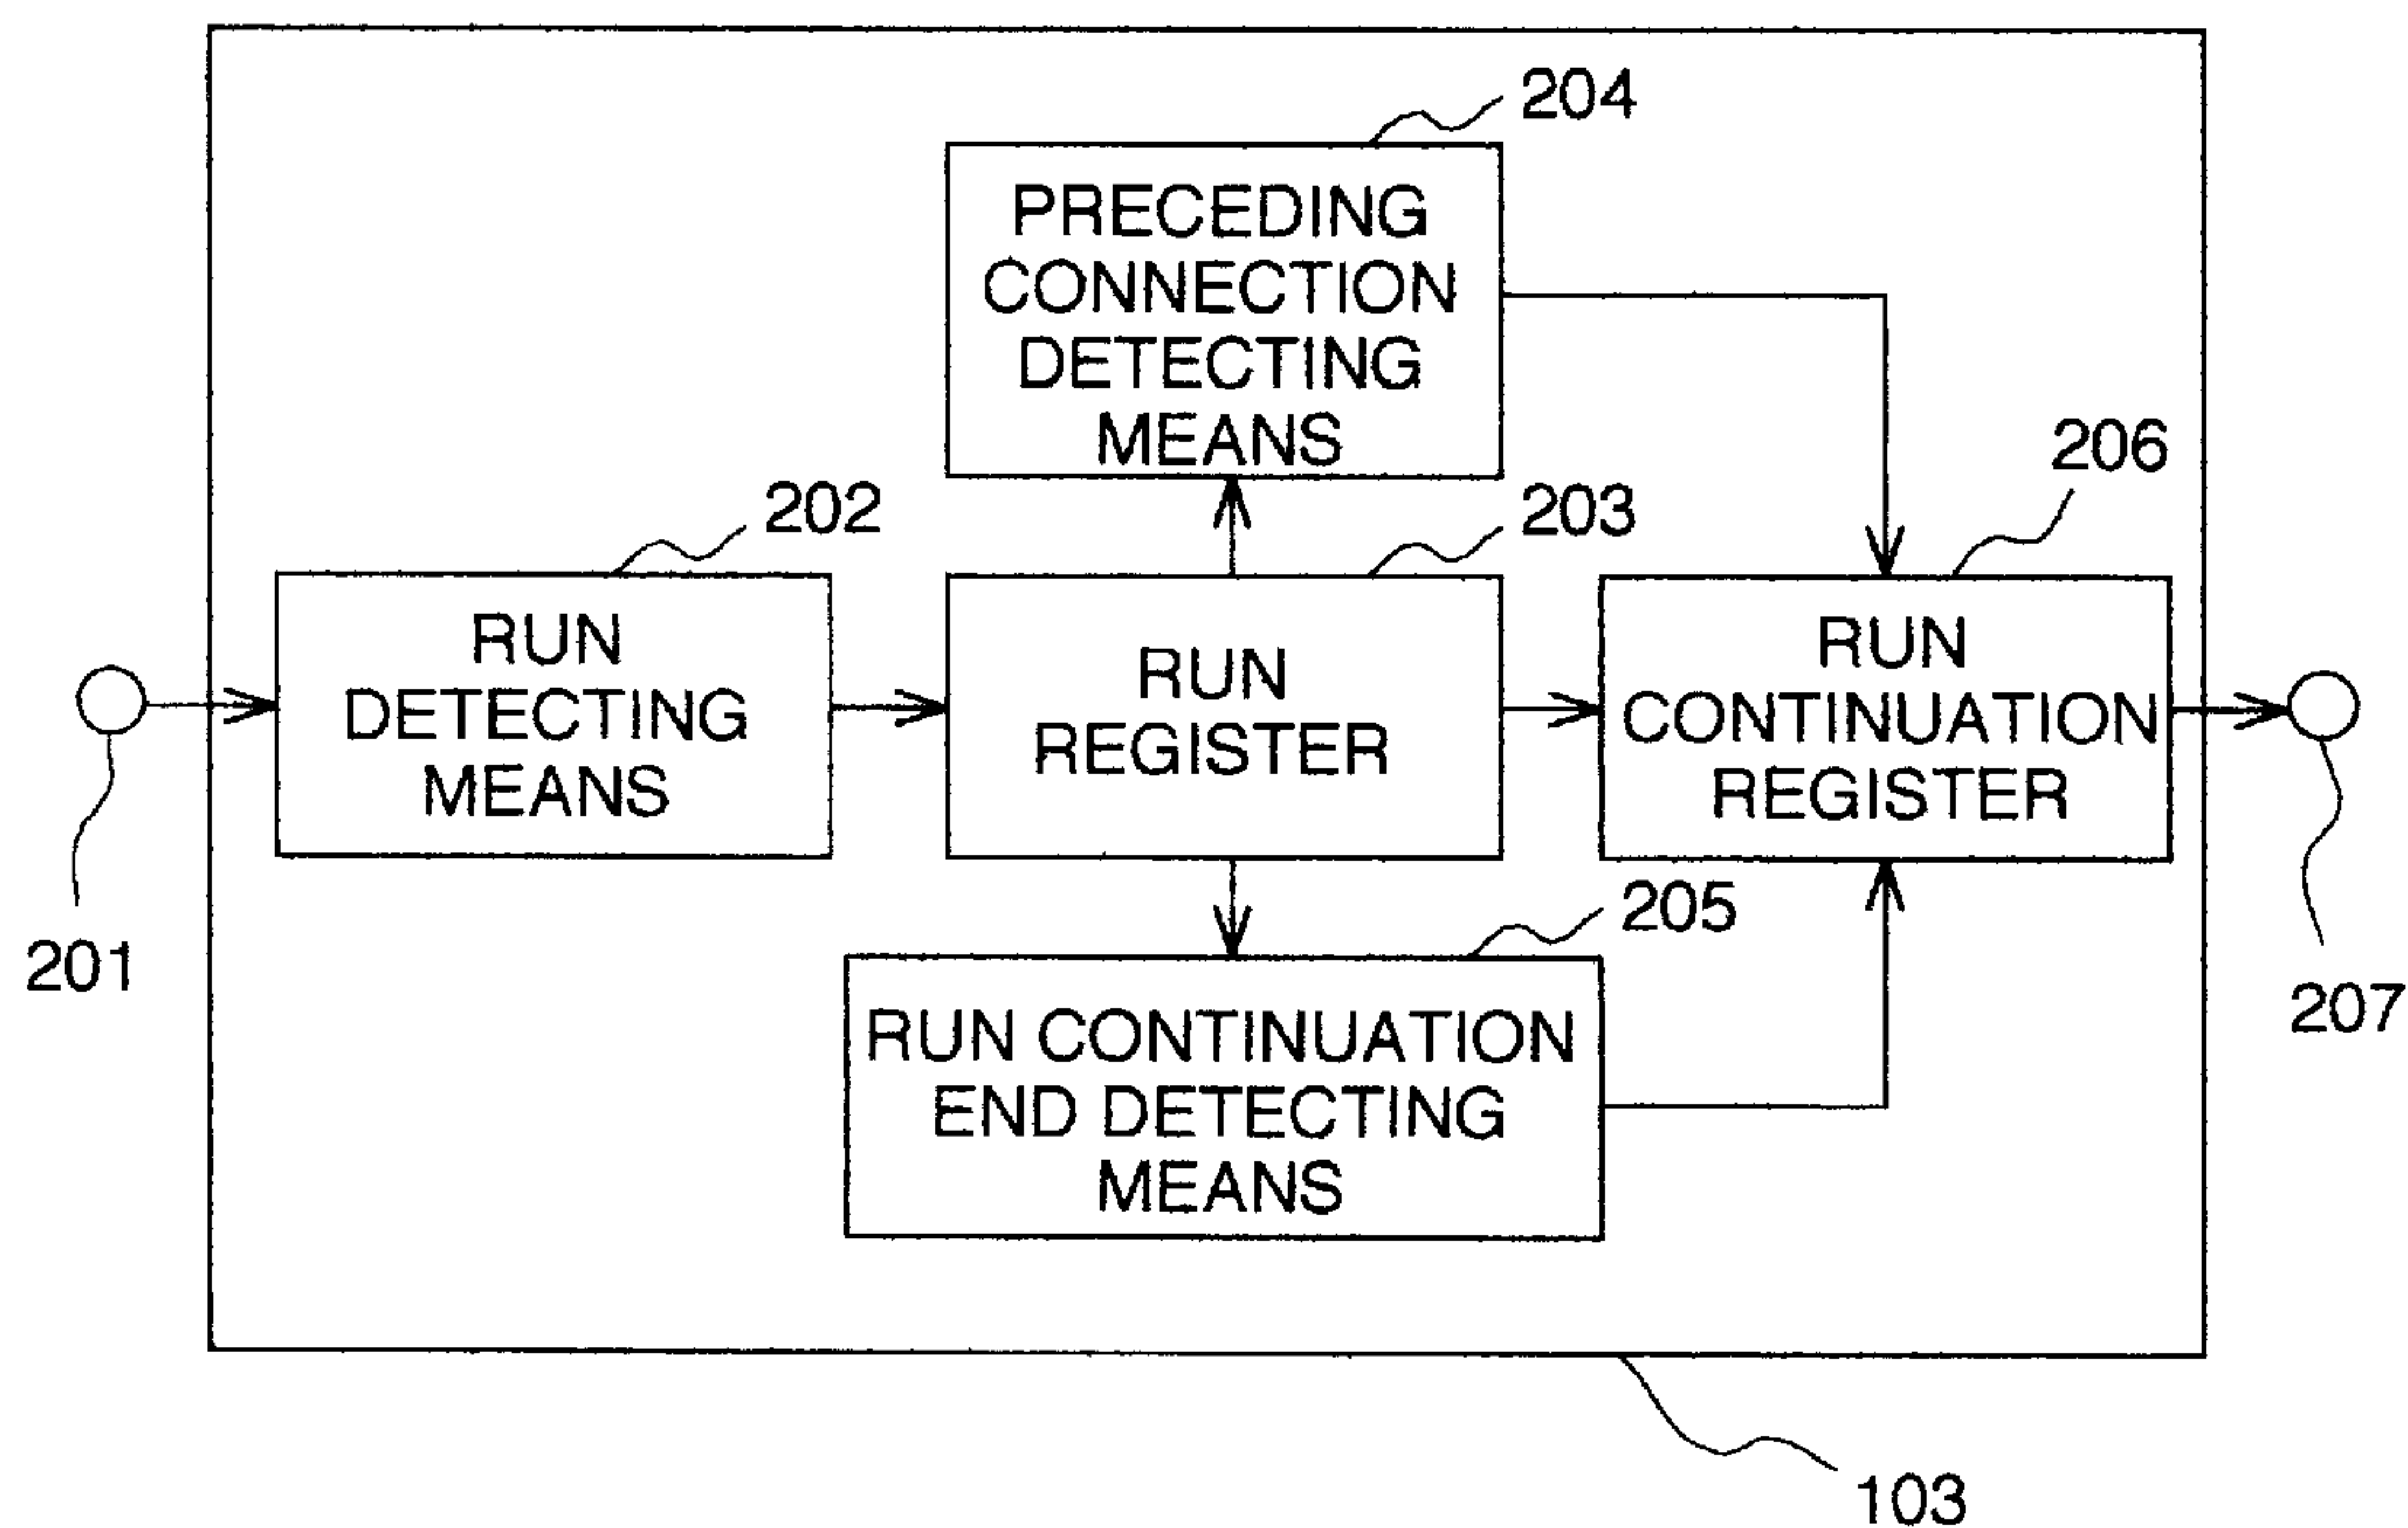 204
PRECEDING
CONNECTION
DETECTING
MEANS
206
202
203
RUN
DETECTING
MEANS
RUN
REGISTER
RUN
CONTINUATION
REGISTER
201
205
207
RUN CONTINUATION
END DETECTING
MEANS
103